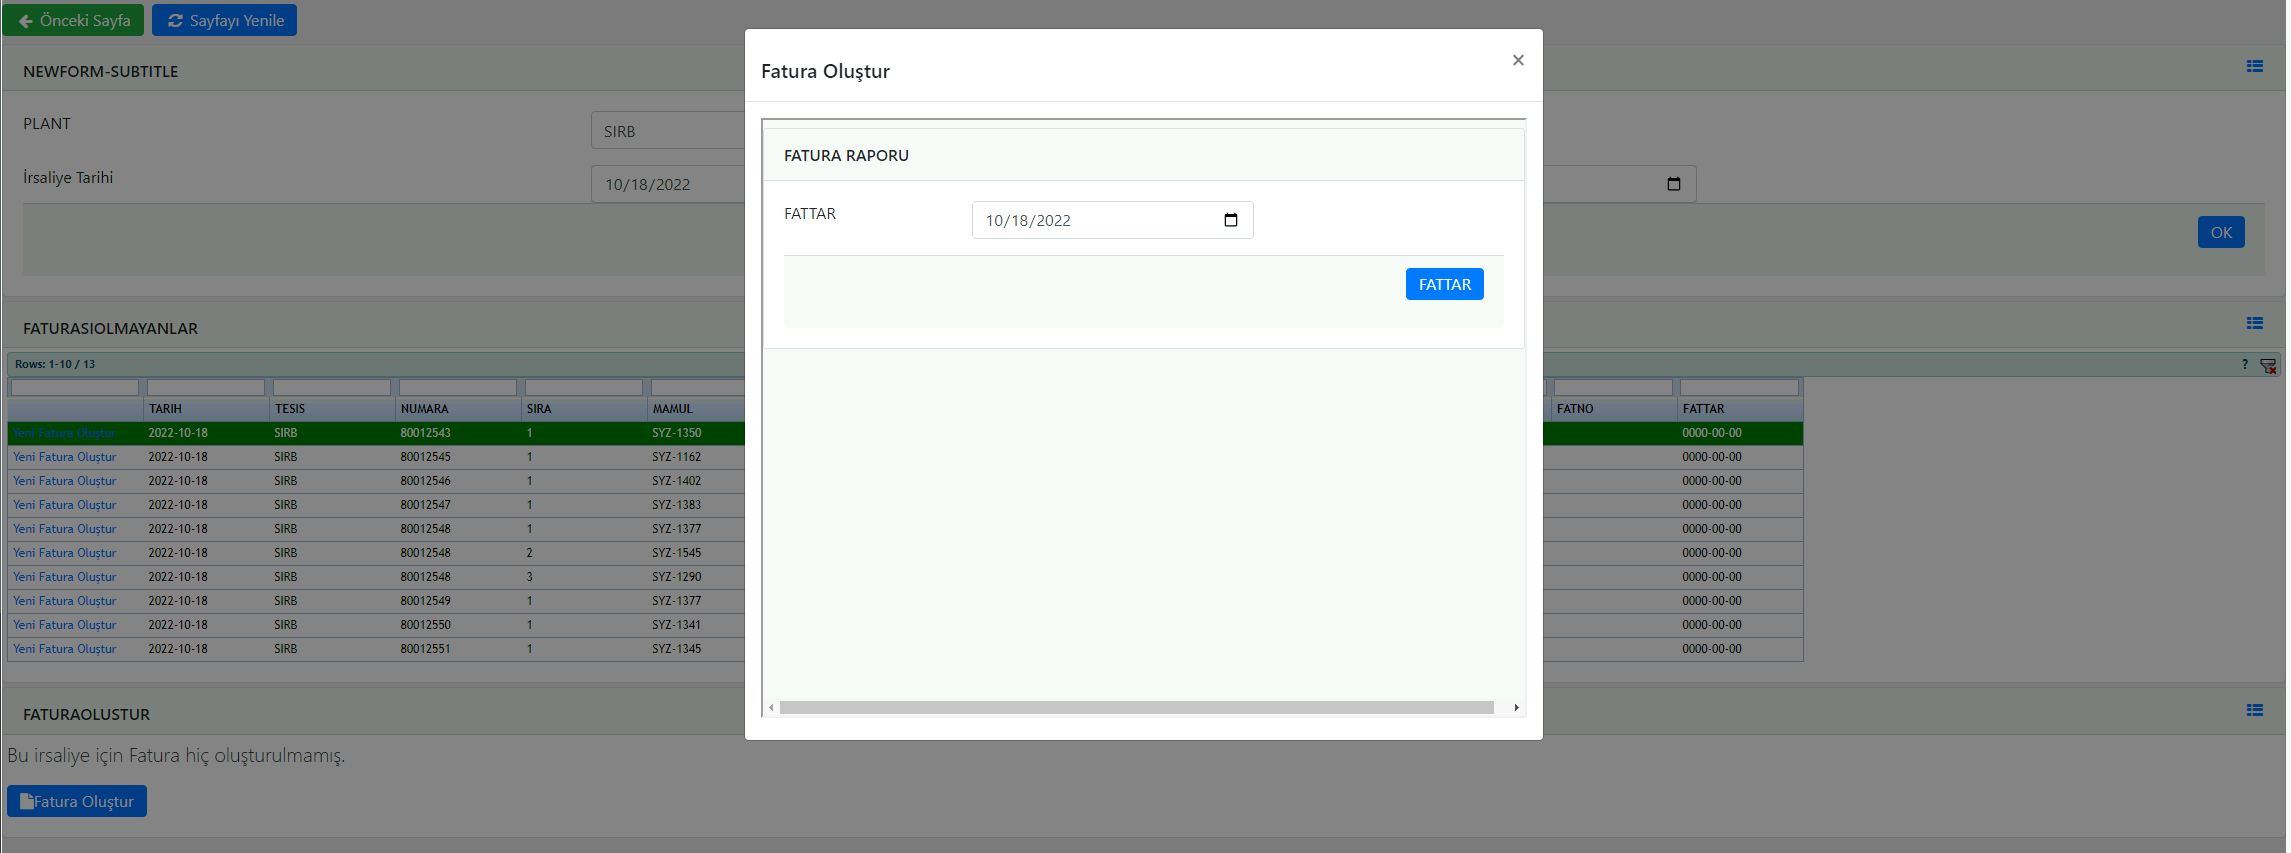 Önceki Sayfa Sayfayı Yenile
NEWFORM-SUBTITLE
PLANT SIRB
İrsaliye Tarihi 10/18/2022
OK
Fatura Oluştur ×
FATURA RAPORU
FATTAR 10/18/2022
FATTAR
FATURASIOLMAYANLAR
Rows: 1-10 / 13 ?
TARIH TESIS NUMARA SIRA MAMUL FATNO FATTAR
Yeni Fatura Oluştur 2022-10-18 SIRB 80012543 1 SYZ-1350 0000-00-00
Yeni Fatura Oluştur 2022-10-18 SIRB 80012545 1 SYZ-1162 0000-00-00
Yeni Fatura Oluştur 2022-10-18 SIRB 80012546 1 SYZ-1402 0000-00-00
Yeni Fatura Oluştur 2022-10-18 SIRB 80012547 1 SYZ-1383 0000-00-00
Yeni Fatura Oluştur 2022-10-18 SIRB 80012548 1 SYZ-1377 0000-00-00
Yeni Fatura Oluştur 2022-10-18 SIRB 80012548 2 SYZ-1545 0000-00-00
Yeni Fatura Oluştur 2022-10-18 SIRB 80012548 3 SYZ-1290 0000-00-00
Yeni Fatura Oluştur 2022-10-18 SIRB 80012549 1 SYZ-1377 0000-00-00
Yeni Fatura Oluştur 2022-10-18 SIRB 80012550 1 SYZ-1341 0000-00-00
Yeni Fatura Oluştur 2022-10-18 SIRB 80012551 1 SYZ-1345 0000-00-00
FATURAOLUSTUR
Bu irsaliye için Fatura hiç oluşturulmamış.
Fatura Oluştur